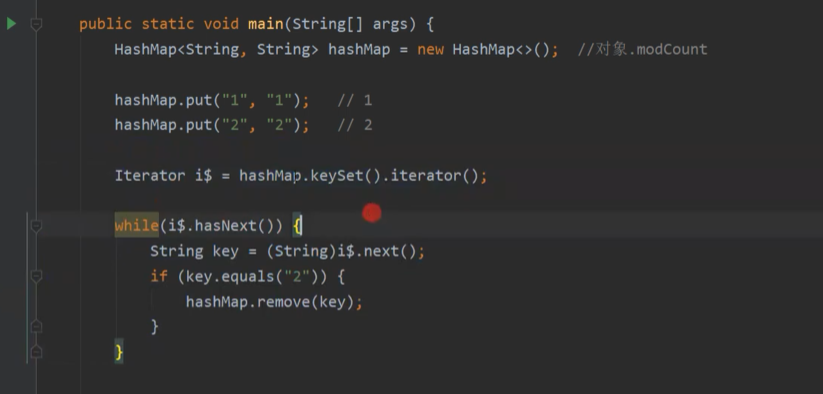 public static void main(String[] args) {
HashMap<String, String> hashMap = new HashMap<>();  //对象.modCount
hashMap.put("1", "1");   // 1
hashMap.put("2", "2");   // 2
Iterator i$ = hashMap.keySet().iterator();
while(i$.hasNext()) {
String key = (String)i$.next();
if (key.equals("2")) {
hashMap.remove(key);
}
}